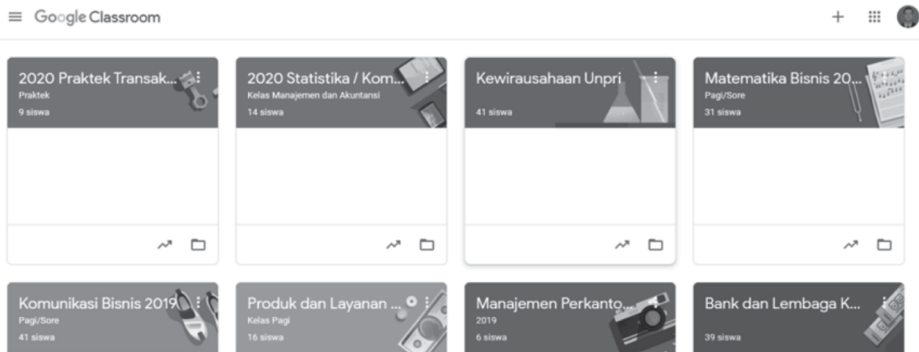 Google Classroom
2020 Praktek Transak...
Praktek
9 siswa
2020 Statistika / Kom...
Kelas Manajemen dan Akuntansi
14 siswa
Kewirausahaan Unpri
41 siswa
Matematika Bisnis 20...
Pagi/Sore
31 siswa
Komunikasi Bisnis 2019
Pagi/Sore
41 siswa
Produk dan Layanan ...
Kelas Pagi
16 siswa
Manajemen Perkanto...
2019
6 siswa
Bank dan Lembaga K...
39 siswa